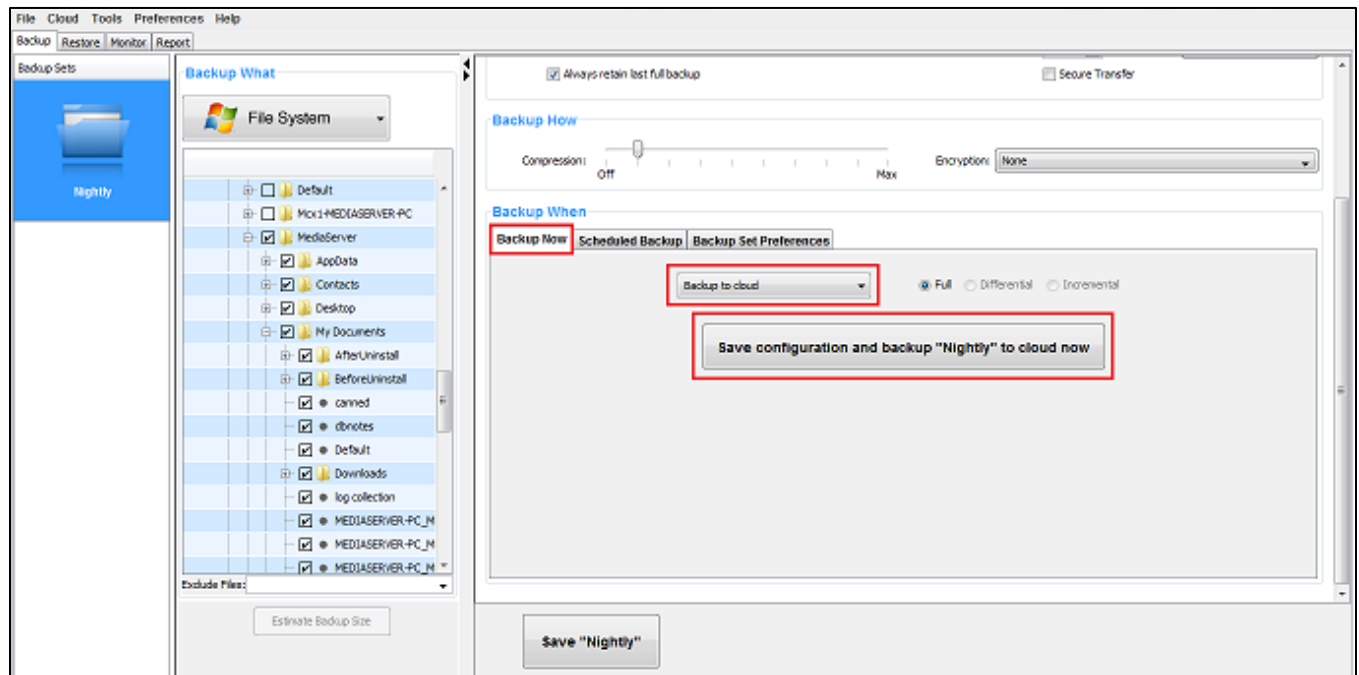 File Cloud Tools Preferences Help
Backup Restore Monitor Report
Backup Sets
Nightly
Backup What
File System
Default
Mcx1-MEDIASERVER-PC
MediaServer
AppData
Contacts
Desktop
My Documents
AfterUninstall
BeforeUninstall
canned
dbnotes
Default
Downloads
log collection
MEDIASERVER-PC_M
MEDIASERVER-PC_M
MEDIASERVER-PC_M
Exclude Files:
Estimate Backup Size
Always retain last full backup
Secure Transfer
Backup How
Compression:
Off
Max
Encryption: None
Backup When
Backup Now Scheduled Backup Backup Set Preferences
Backup to cloud
Full Differential Incremental
Save configuration and backup "Nightly" to cloud now
Save "Nightly"